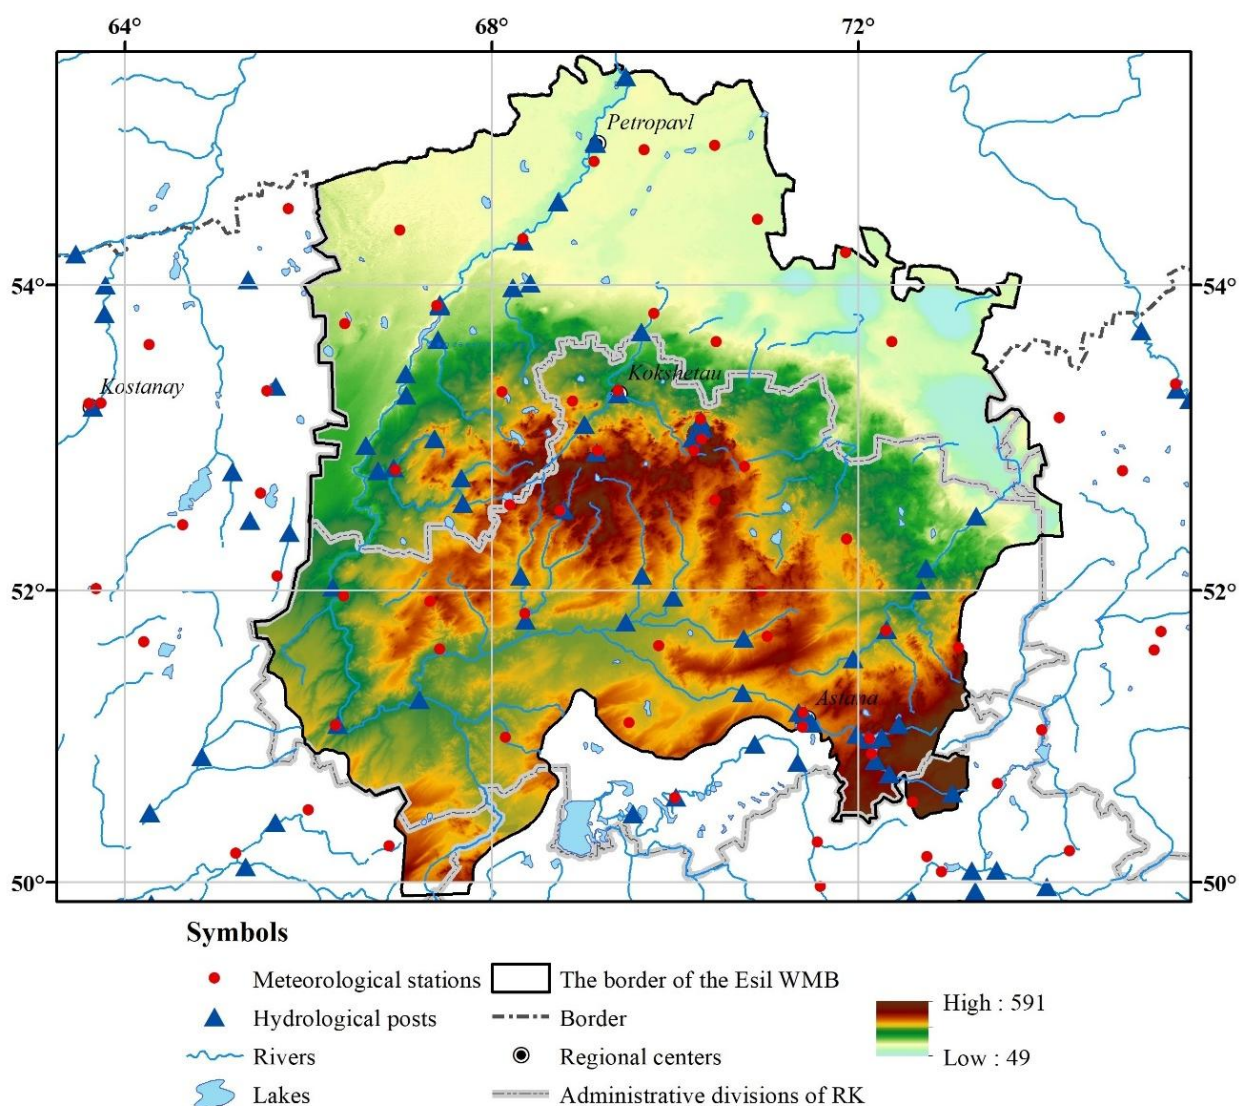 64° 68° 72°
Petropavl
54° 54°
Kokshetau
Kostanay
52° 52°
Astana
50° 50°
Symbols
Meteorological stations
The border of the Esil WMB
High : 591
Hydrological posts
Border
Rivers
Regional centers
Low : 49
Lakes
Administrative divisions of RK